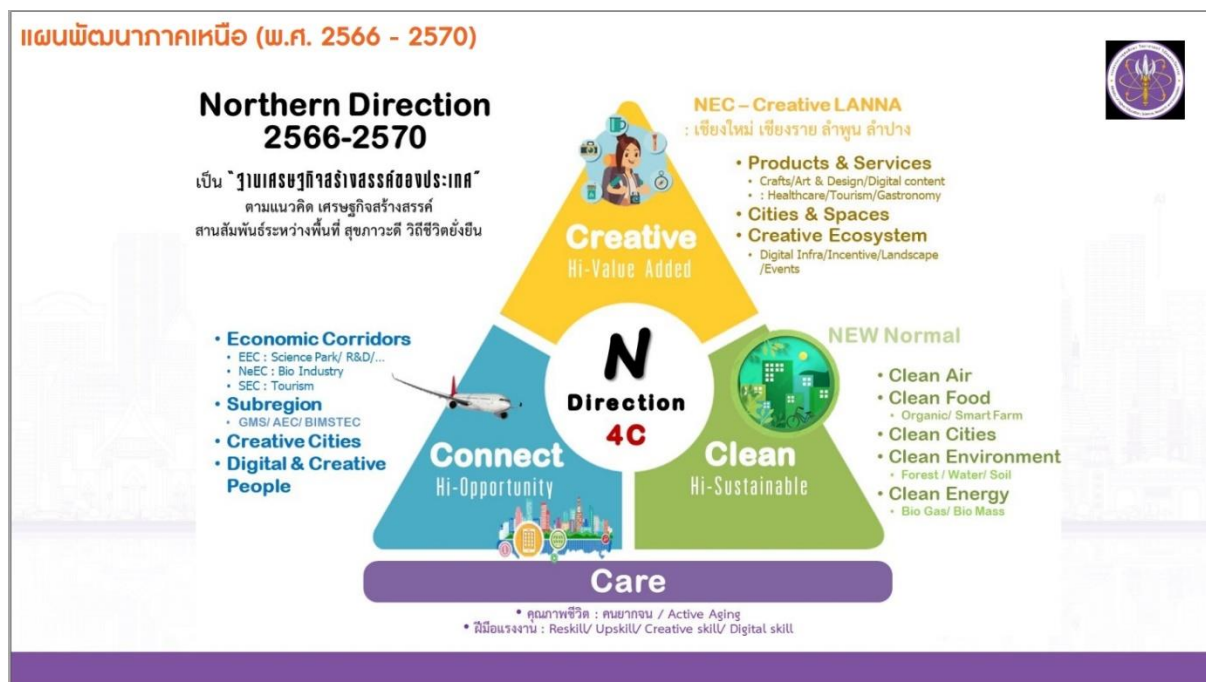 แผนพัฒนาภาคเหนือ (พ.ศ. 2566 - 2570)
Northern Direction
2566-2570
เป็น "ฐานเศรษฐกิจสร้างสรรค์ของประเทศ"
ตามแนวคิด เศรษฐกิจสร้างสรรค์
สานสัมพันธ์ระหว่างพื้นที่ สุขภาวะดี วิถีชีวิตยั่งยืน
NEC – Creative LANNA
: เชียงใหม่ เชียงราย ลำพูน ลำปาง
• Products & Services
• Crafts/Art & Design/Digital content
• : Healthcare/Tourism/Gastronomy
• Cities & Spaces
• Creative Ecosystem
• Digital Infra/Incentive/Landscape
/Events
Creative
Hi-Value Added
• Economic Corridors
• EEC : Science Park/ R&D/...
• NeEC : Bio Industry
• SEC : Tourism
• Subregion
• GMS/ AEC/ BIMSTEC
• Creative Cities
• Digital & Creative
People
N
Direction
4C
Connect
Hi-Opportunity
Clean
Hi-Sustainable
NEW Normal
• Clean Air
• Clean Food
• Organic/ Smart Farm
• Clean Cities
• Clean Environment
• Forest / Water/ Soil
• Clean Energy
• Bio Gas/ Bio Mass
Care
• คุณภาพชีวิต : คนยากจน / Active Aging
• ฝีมือแรงงาน : Reskill/ Upskill/ Creative skill/ Digital skill